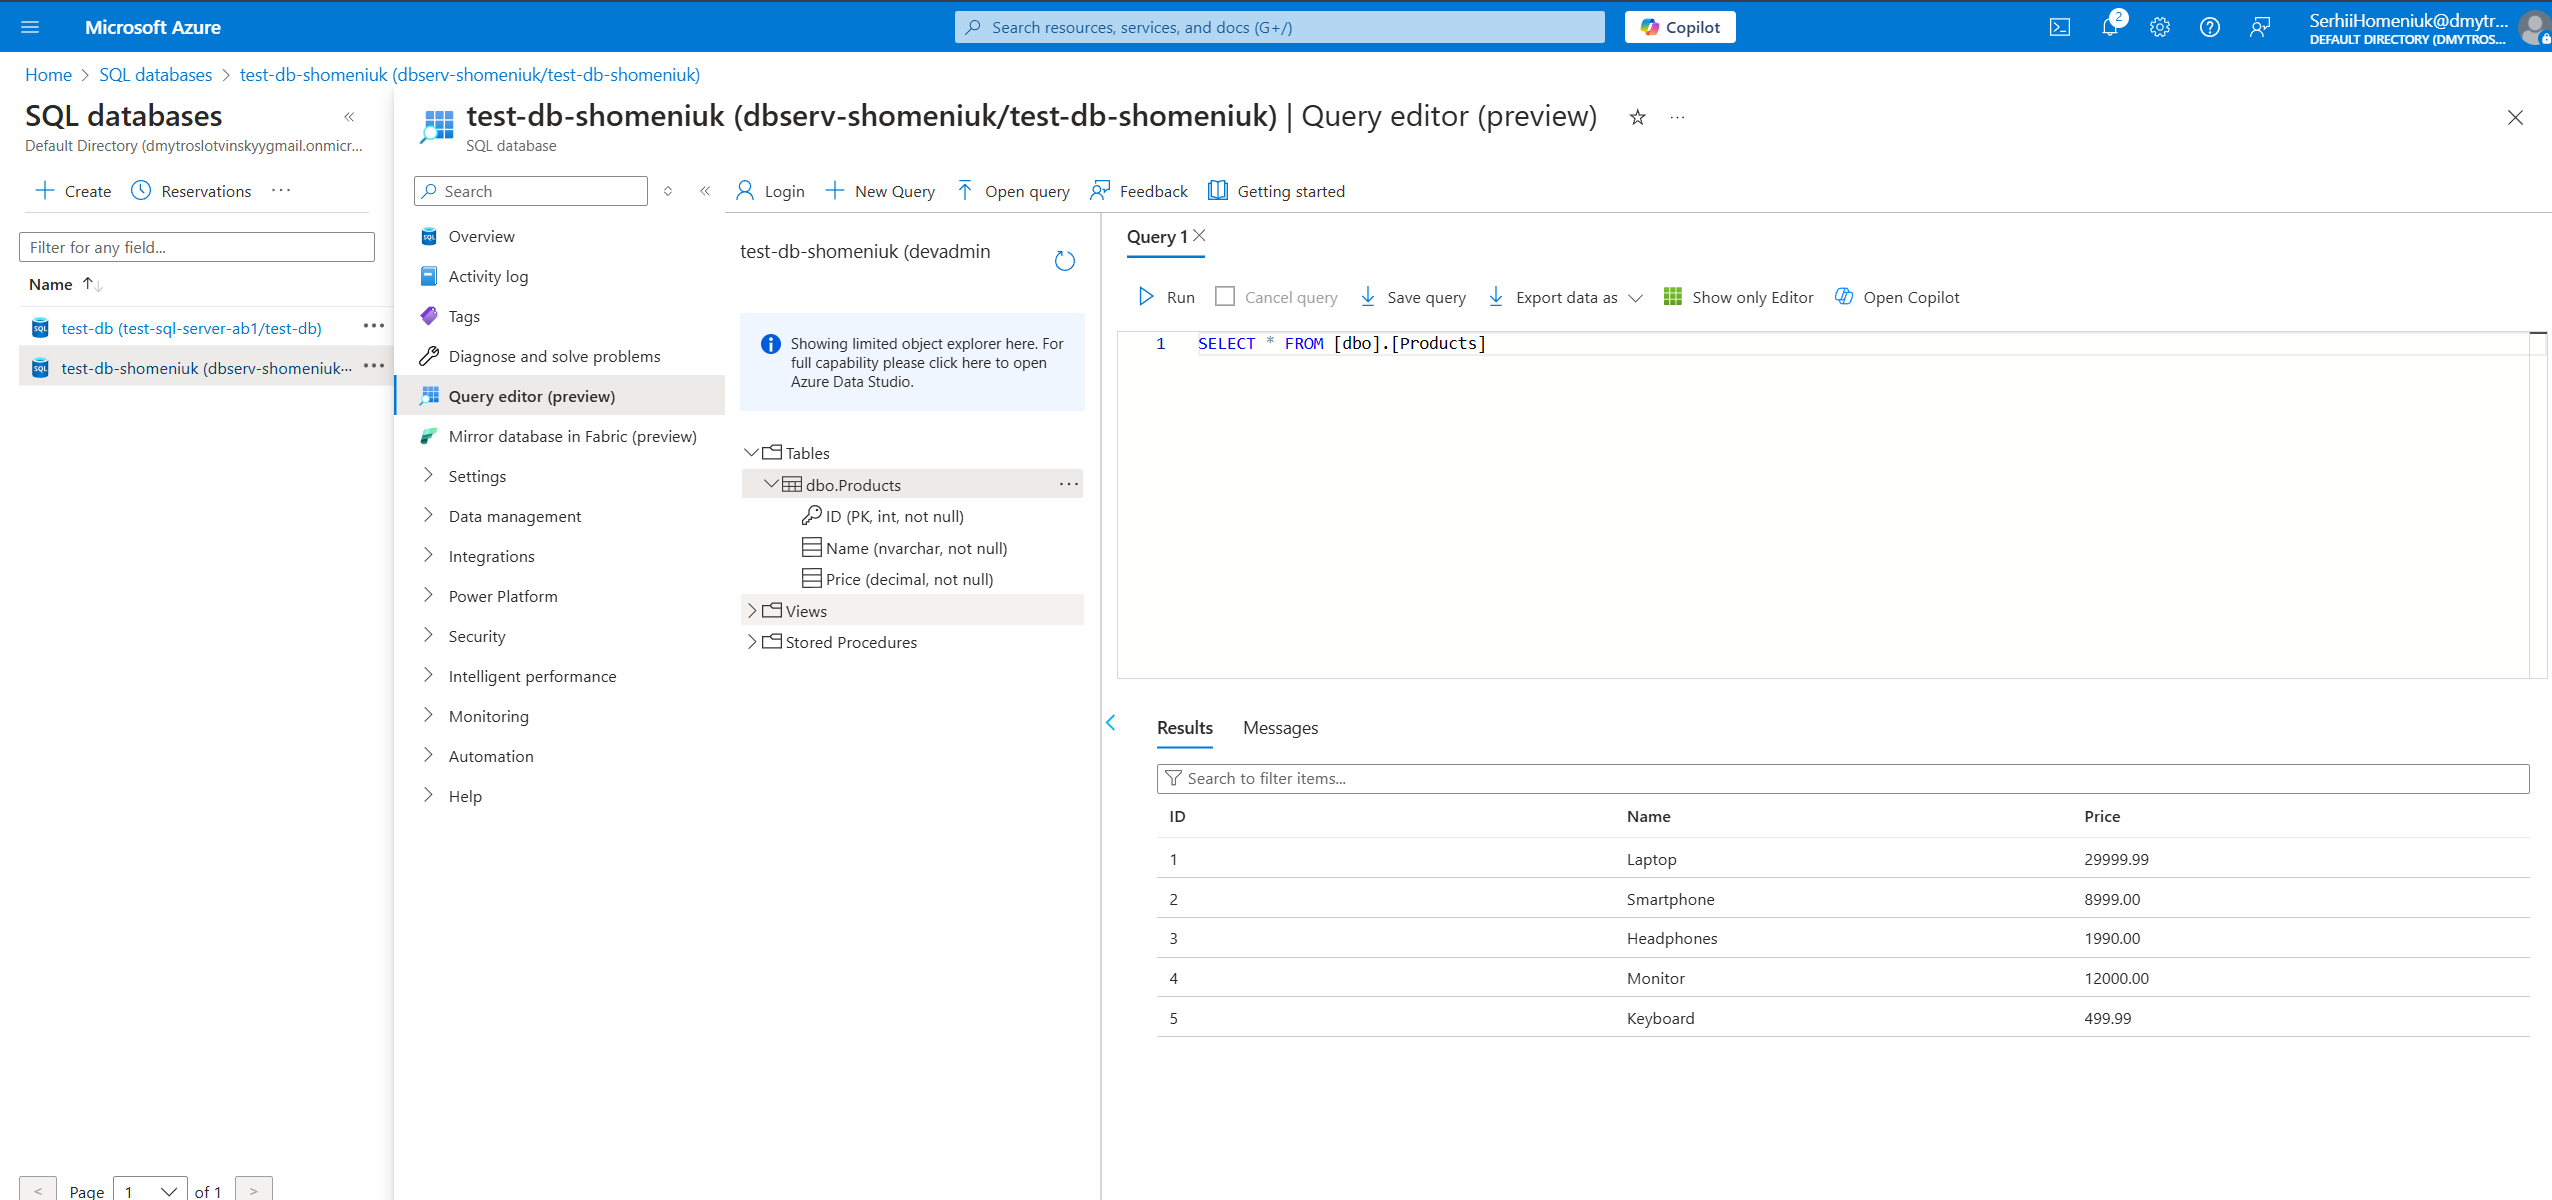 Microsoft Azure
Search resources, services, and docs (G+/)
Copilot
2
SerhiiHomeniuk@dmytr...
DEFAULT DIRECTORY (DMYTROS...
Home > SQL databases > test-db-shomeniuk (dbserv-shomeniuk/test-db-shomeniuk)
SQL databases
Default Directory (dmytroslotvinskyygmail.onmicr...
Create
Reservations
Filter for any field...
Name
test-db (test-sql-server-ab1/test-db)
test-db-shomeniuk (dbserv-shomeniuk...
Page 1 of 1
test-db-shomeniuk (dbserv-shomeniuk/test-db-shomeniuk) | Query editor (preview)
SQL database
Search
Overview
Activity log
Tags
Diagnose and solve problems
Query editor (preview)
Mirror database in Fabric (preview)
Settings
Data management
Integrations
Power Platform
Security
Intelligent performance
Monitoring
Automation
Help
Login
New Query
Open query
Feedback
Getting started
test-db-shomeniuk (devadmin
Showing limited object explorer here. For
full capability please click here to open
Azure Data Studio.
Tables
dbo.Products
ID (PK, int, not null)
Name (nvarchar, not null)
Price (decimal, not null)
Views
Stored Procedures
Query 1
Run
Cancel query
Save query
Export data as
Show only Editor
Open Copilot
1 SELECT * FROM [dbo].[Products]
Results
Messages
Search to filter items...
ID Name Price
1 Laptop 29999.99
2 Smartphone 8999.00
3 Headphones 1990.00
4 Monitor 12000.00
5 Keyboard 499.99